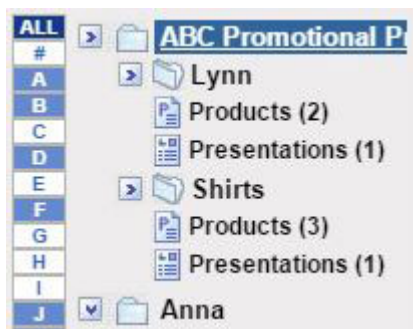 ALL
#
A
B
C
D
E
F
G
H
I
J
ABC Promotional
Lynn
Products (2)
Presentations (1)
Shirts
Products (3)
Presentations (1)
Anna